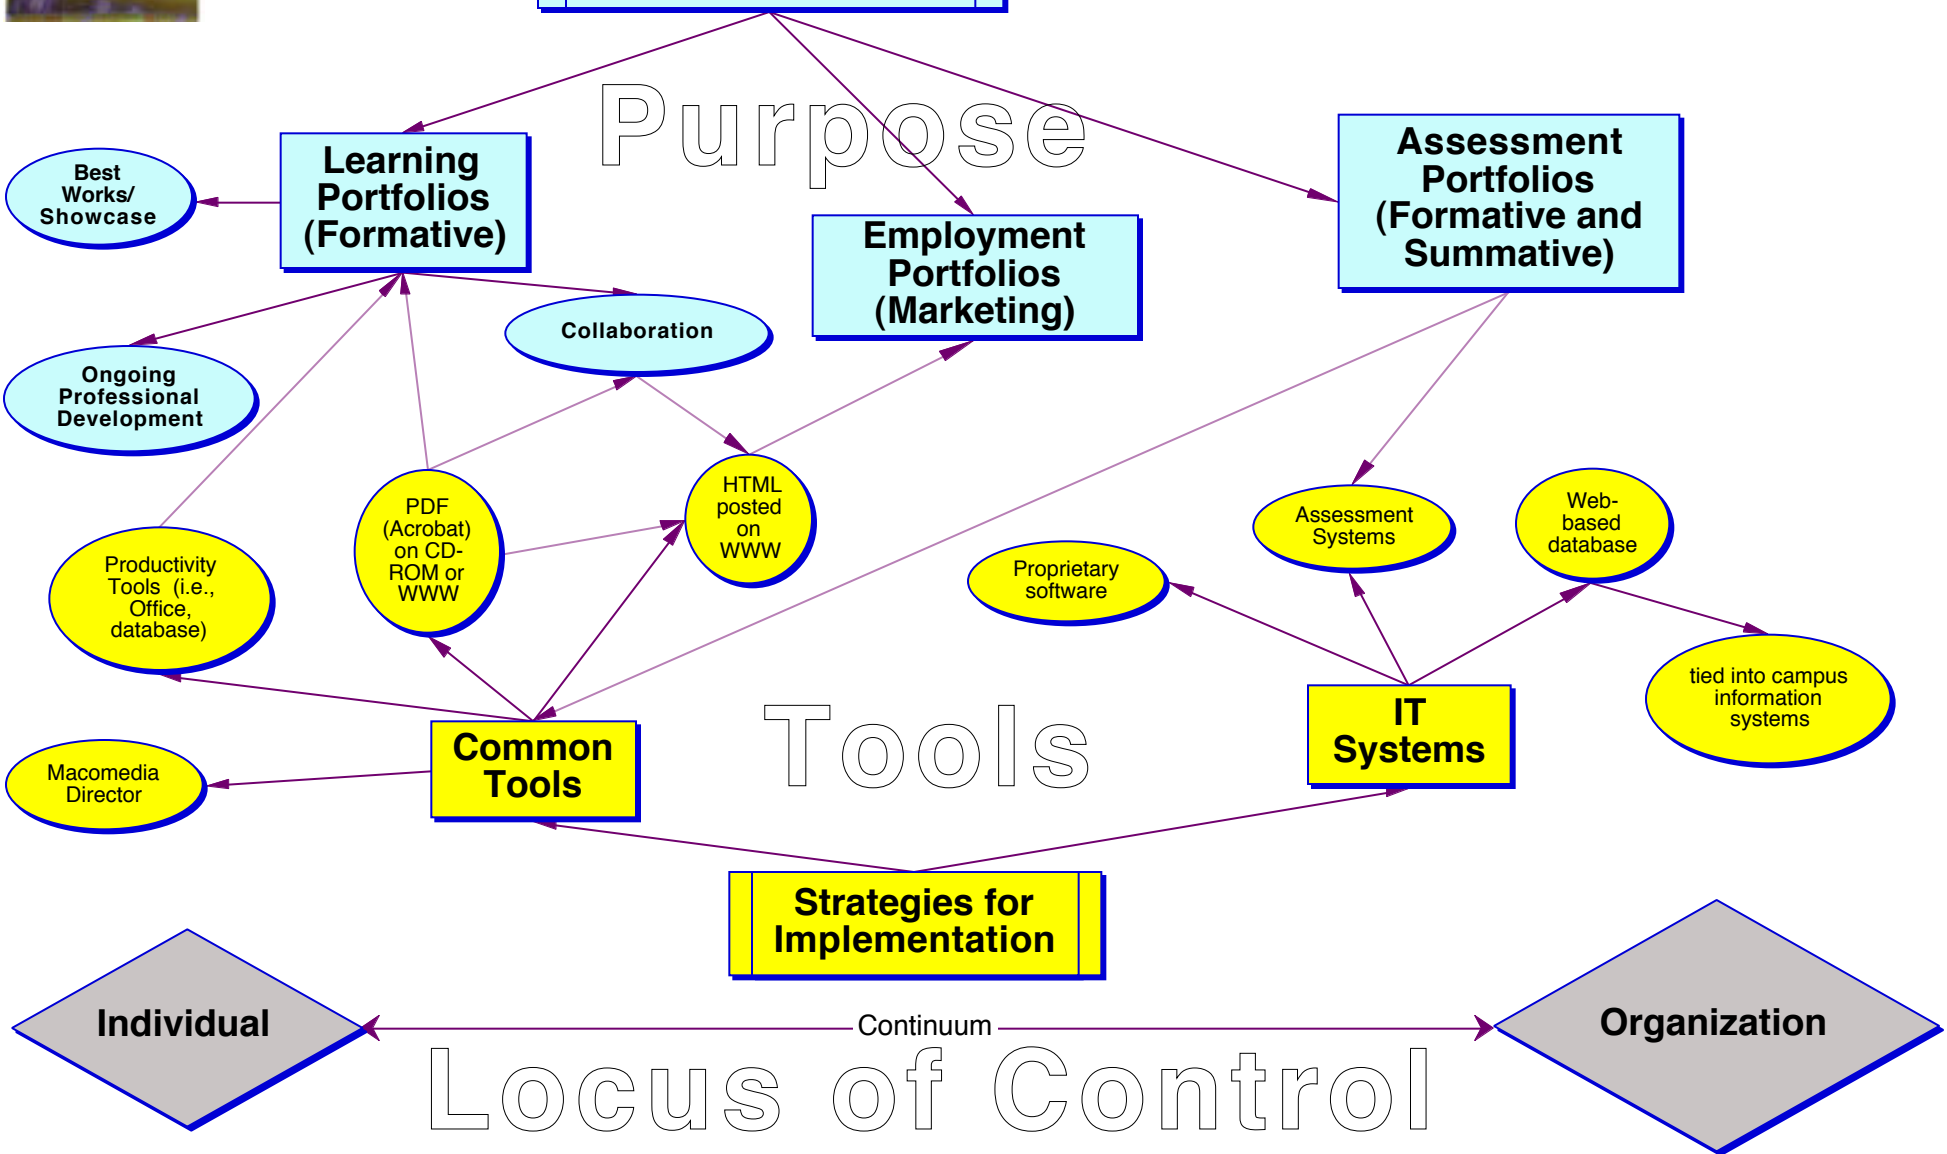 Purpose
Learning
Portfolios
(Formative)
Assessment
Portfolios
(Formative and
Summative)
Best
Works/
Showcase
Employment
Portfolios
(Marketing)
Collaboration
Ongoing
Professional
Development
PDF
(Acrobat)
on CD-
ROM or
WWW
HTML
posted
on
WWW
Assessment
Systems
Web-
based
database
Productivity
Tools (i.e.,
Office,
database)
Proprietary
software
tied into campus
information
systems
Common
Tools
Tools
IT
Systems
Macomedia
Director
Strategies for
Implementation
Individual
Continuum
Organization
Locus of Control